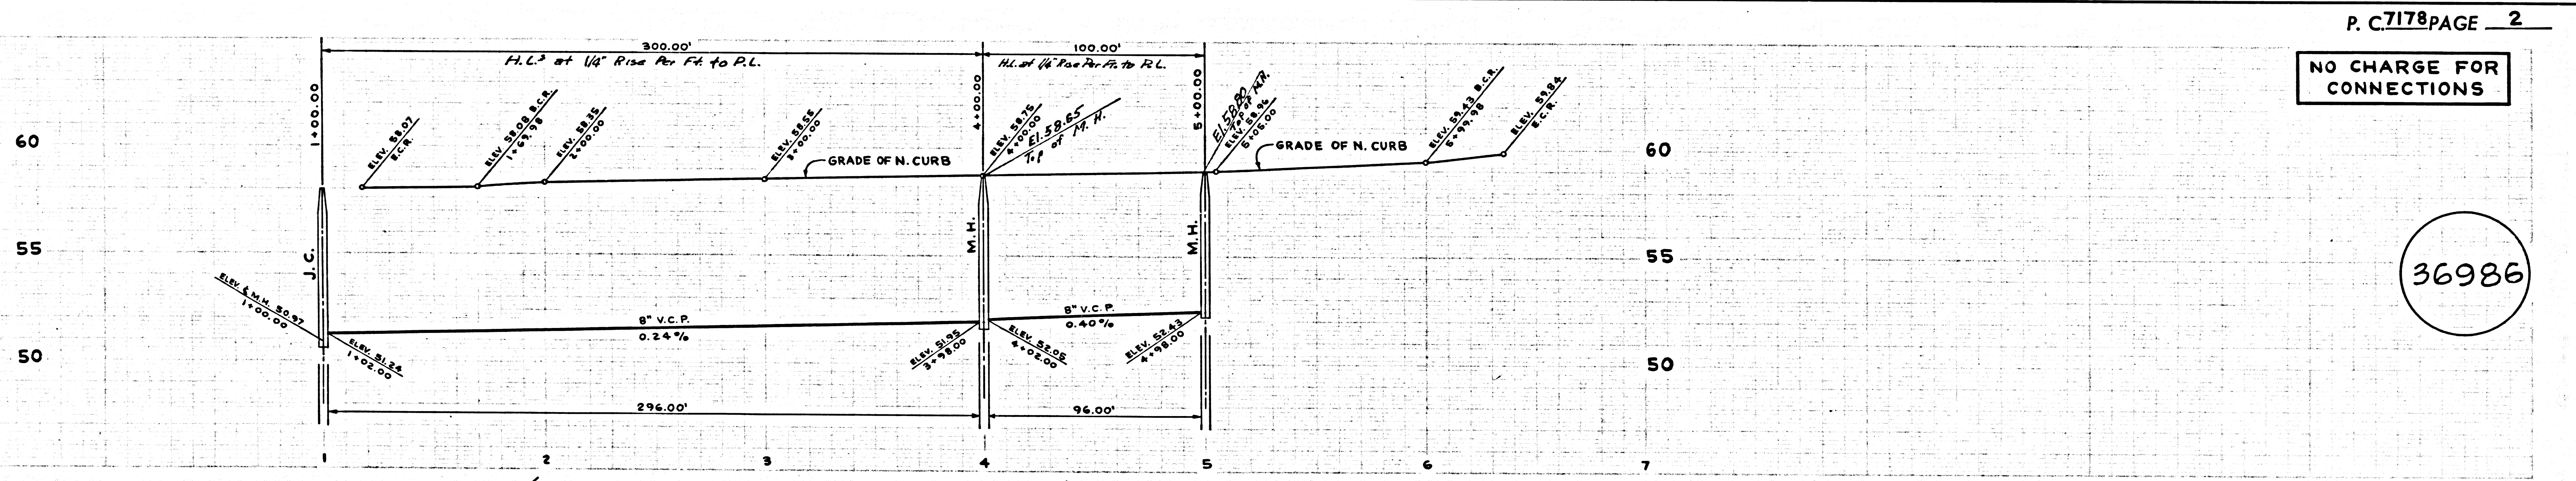 P. C. 7178 PAGE 2
NO CHARGE FOR
CONNECTIONS
36986
300.00'
H.L.s at 1/4" Rise Per Ft. to P.L.
100.00'
H.L. at 1/4" Rise Per Ft. to P.L.
1+00.00
4+00.00
5+00.00
ELEV. 58.07
E.C.R.
ELEV. 58.08 B.C.R.
1+69.98
ELEV. 58.35
2+00.00
ELEV. 58.55
3+00.00
GRADE OF N. CURB
ELEV. 58.75
4+00.00
El. 58.65
Top of M. H.
El. 58.80
Top of M.H.
ELEV. 58.96
5+05.00
GRADE OF N. CURB
ELEV. 59.43 B.C.R.
5+99.98
ELEV. 59.84
E.C.R.
60
60
55
55
50
50
J.C.
M.H.
M.H.
ELEV. ₵ M.H. 50.97
1+00.00
ELEV. 51.24
1+02.00
8" V.C.P.
0.24%
ELEV. 51.95
3+98.00
ELEV. 52.05
4+02.00
8" V.C.P.
0.40%
ELEV. 52.43
4+98.00
296.00'
96.00'
1
2
3
4
5
6
7